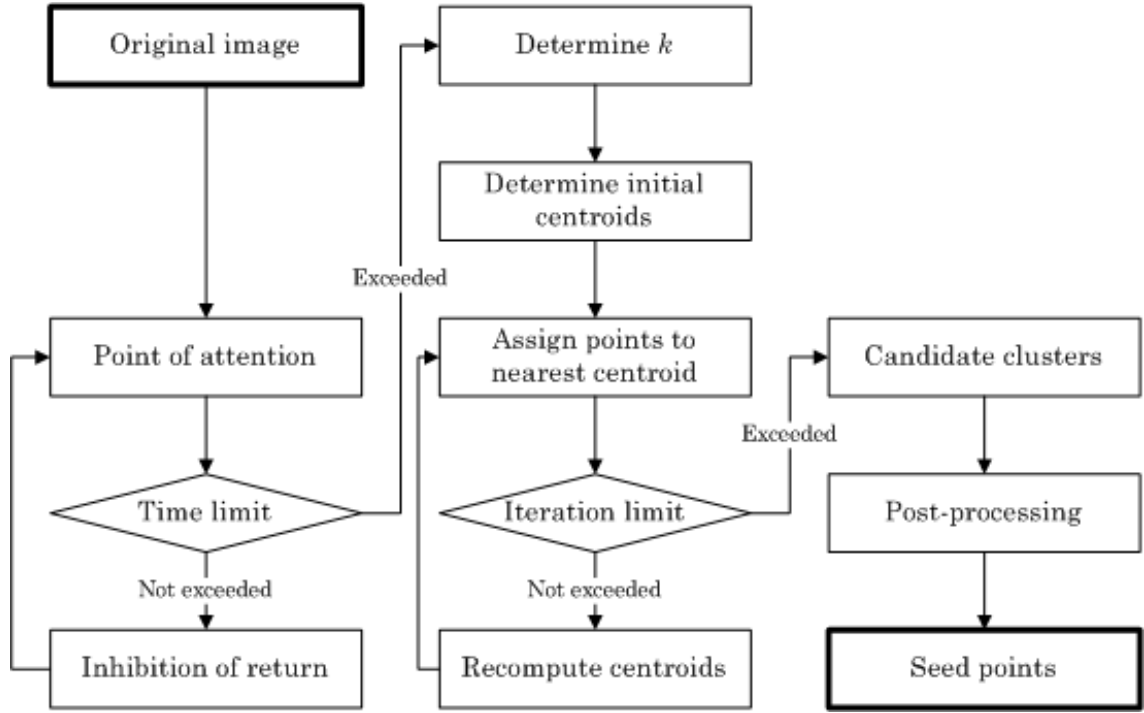 Original image
Point of attention
Time limit
Not exceeded
Inhibition of return
Exceeded
Determine k
Determine initial
centroids
Assign points to
nearest centroid
Iteration limit
Not exceeded
Recompute centroids
Exceeded
Candidate clusters
Post-processing
Seed points